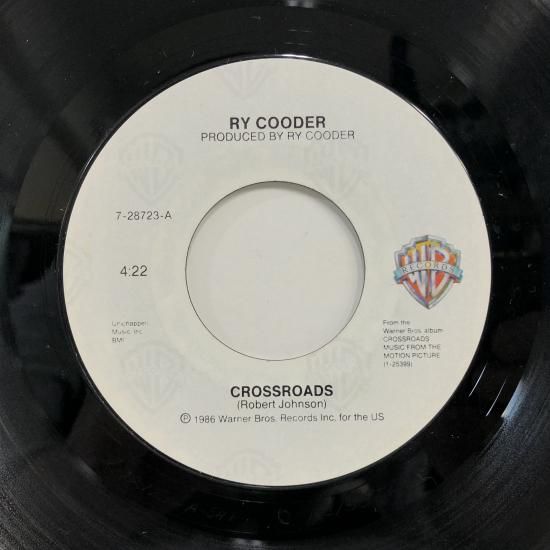 RY COODER
PRODUCED BY RY COODER
7-28723-A
4:22
WB
RECORDS
Unichappell
Music, Inc.
BMI
From the
Warner Bros. album
CROSSROADS
MUSIC FROM THE
MOTION PICTURE
(1-25399)
CROSSROADS
(Robert Johnson)
℗ 1986 Warner Bros. Records Inc. for the US